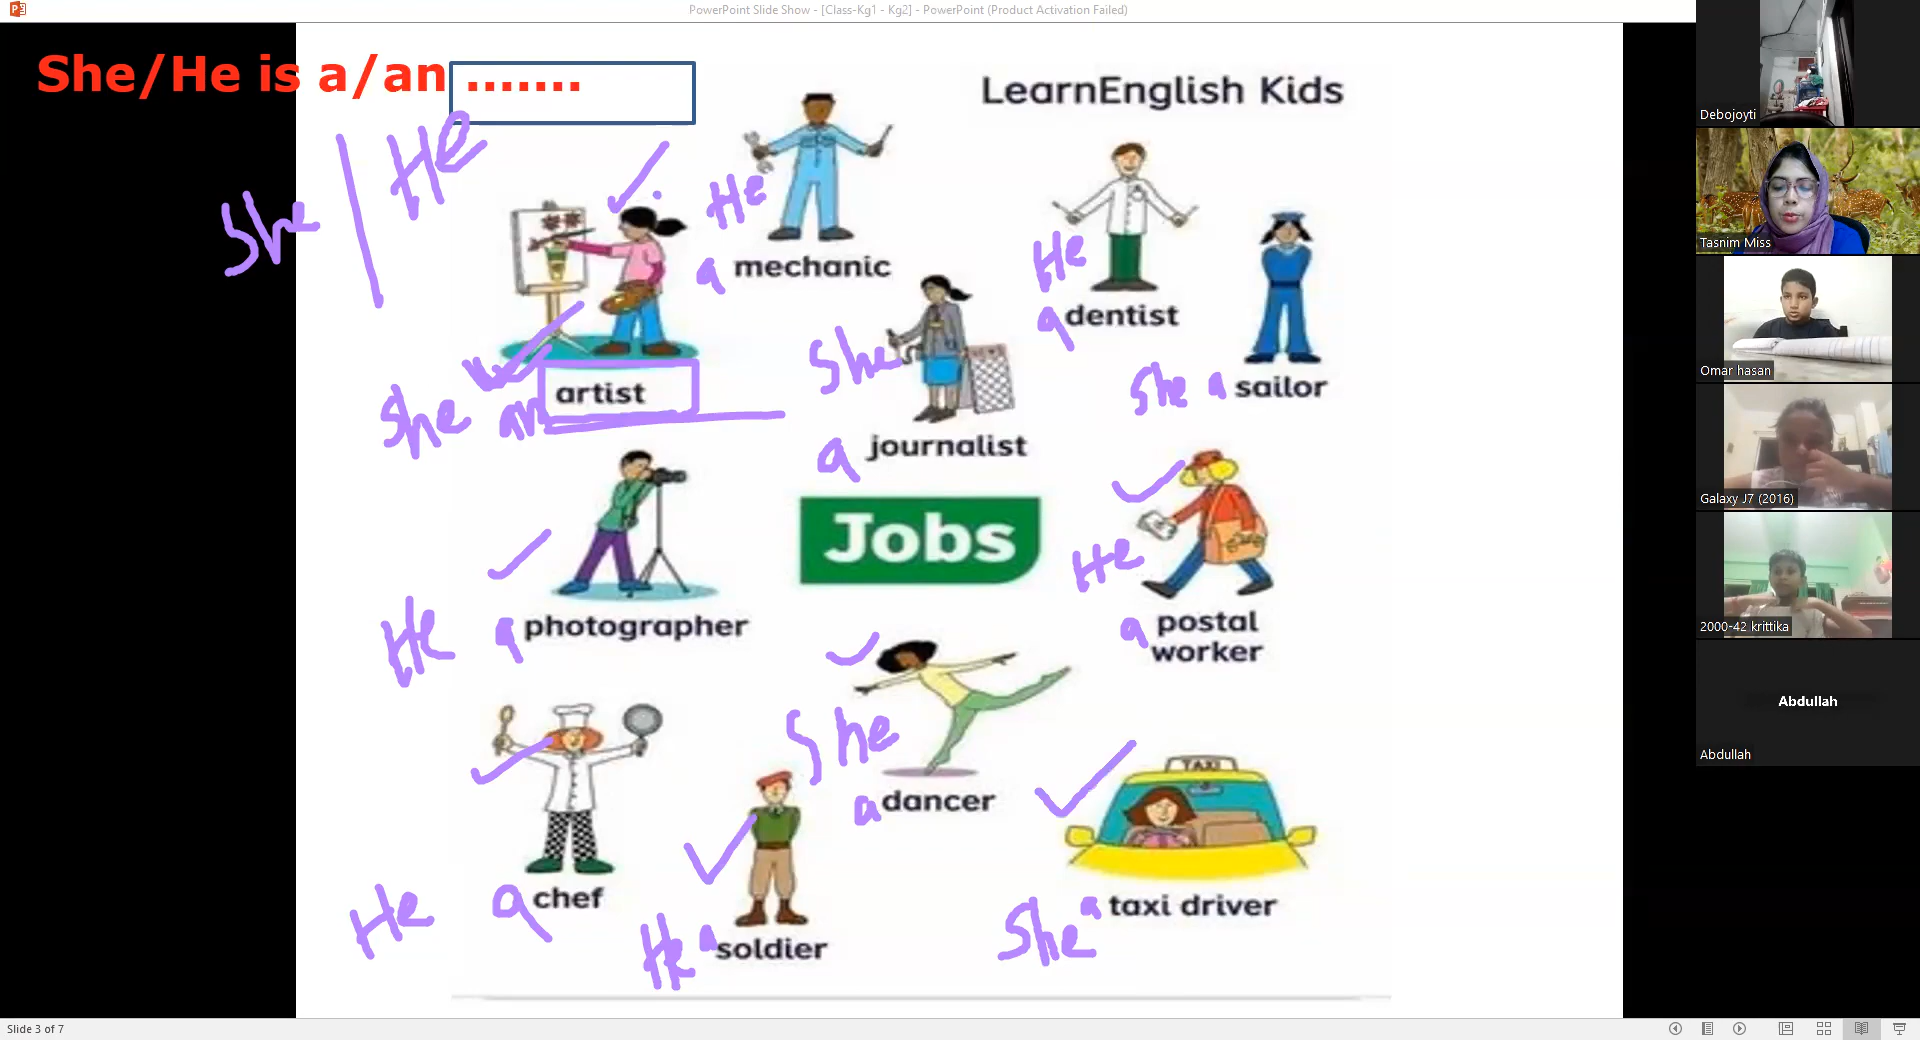 PowerPoint Slide Show - [Class-Kg1 - Kg2] - PowerPoint (Product Activation Failed)
She/He is a/an .......
LearnEnglish Kids
She / He
He
a mechanic
He
a dentist
She an artist
She
a journalist
She a sailor
He a photographer
Jobs
He
a postal
worker
She
a dancer
He a chef
He a soldier
TAXI
She a taxi driver
Debojoyti
Tasnim Miss
Omar hasan
Galaxy J7 (2016)
2000-42 krittika
Abdullah
Abdullah
Slide 3 of 7